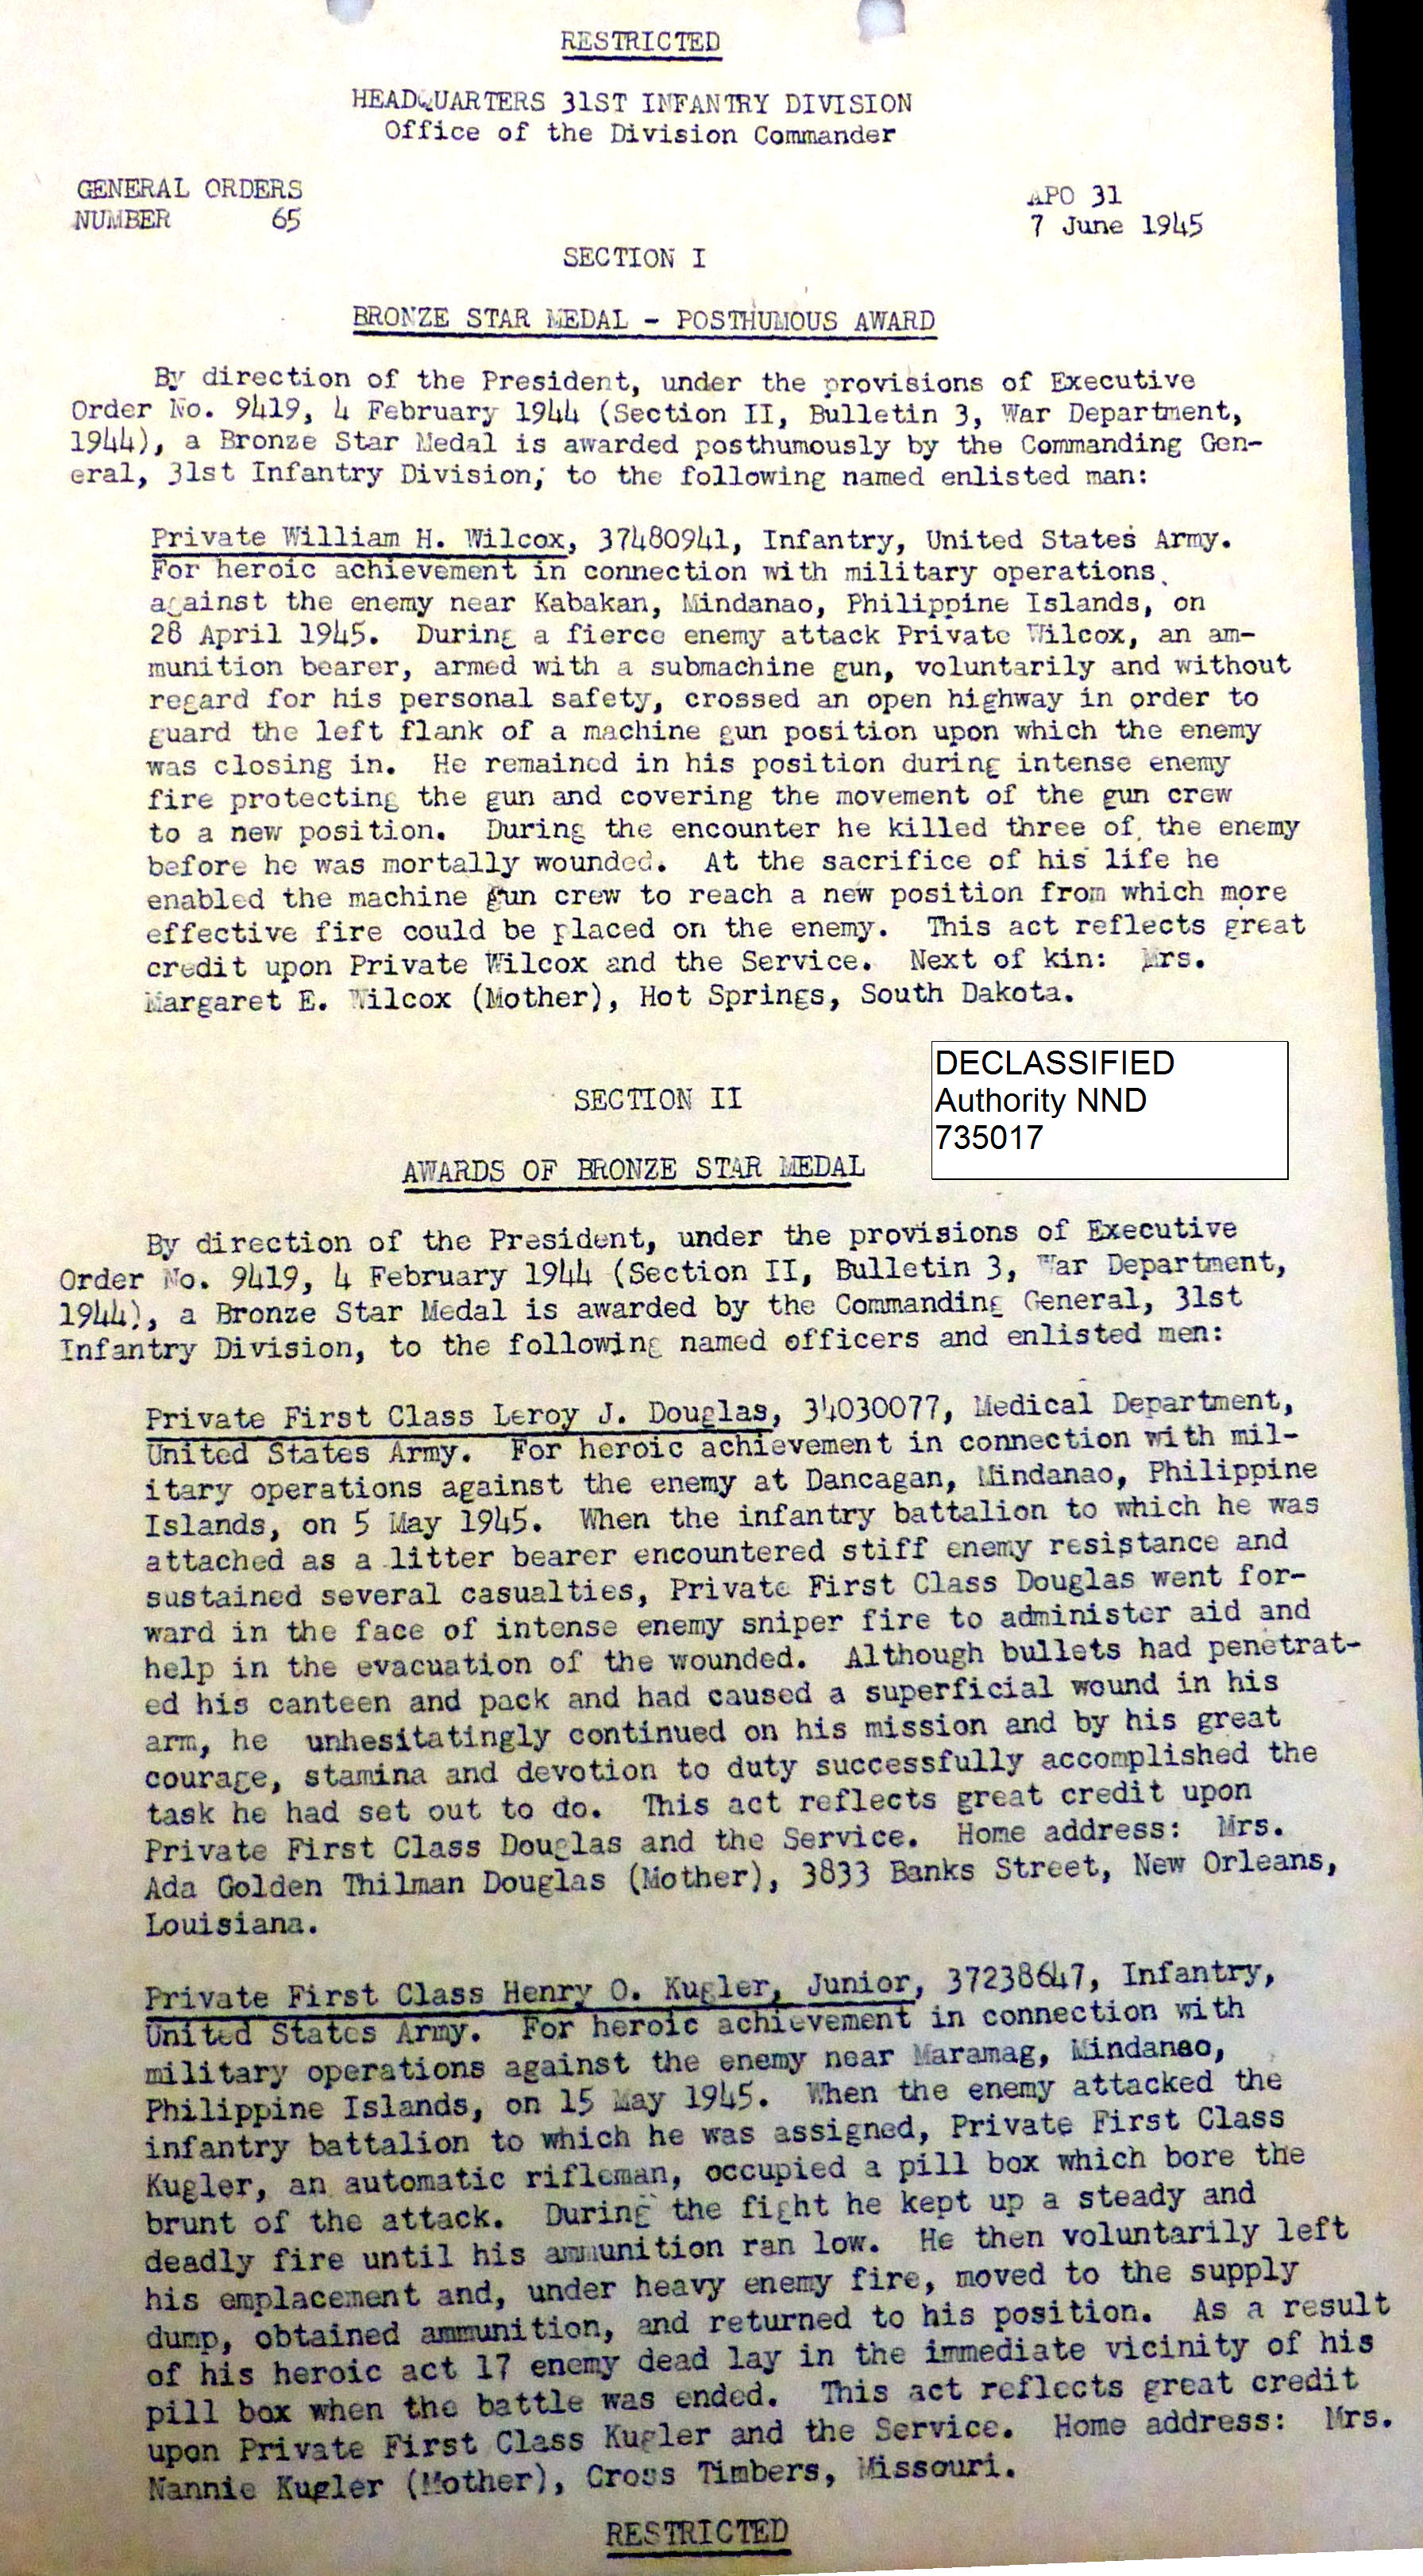 RESTRICTED
HEADQUARTERS 31ST INFANTRY DIVISION
Office of the Division Commander
GENERAL ORDERS
NUMBER 65
APO 31
7 June 1945
SECTION I
BRONZE STAR MEDAL - POSTHUMOUS AWARD
By direction of the President, under the provisions of Executive
Order No. 9419, 4 February 1944 (Section II, Bulletin 3, War Department,
1944), a Bronze Star Medal is awarded posthumously by the Commanding Gen-
eral, 31st Infantry Division, to the following named enlisted man:
Private William H. Wilcox, 37480941, Infantry, United States Army.
For heroic achievement in connection with military operations
against the enemy near Kabakan, Mindanao, Philippine Islands, on
28 April 1945. During a fierce enemy attack Private Wilcox, an am-
munition bearer, armed with a submachine gun, voluntarily and without
regard for his personal safety, crossed an open highway in order to
guard the left flank of a machine gun position upon which the enemy
was closing in. He remained in his position during intense enemy
fire protecting the gun and covering the movement of the gun crew
to a new position. During the encounter he killed three of the enemy
before he was mortally wounded. At the sacrifice of his life he
enabled the machine gun crew to reach a new position from which more
effective fire could be placed on the enemy. This act reflects great
credit upon Private Wilcox and the Service. Next of kin: Mrs.
Margaret E. Wilcox (Mother), Hot Springs, South Dakota.
DECLASSIFIED
Authority NND
735017
SECTION II
AWARDS OF BRONZE STAR MEDAL
By direction of the President, under the provisions of Executive
Order No. 9419, 4 February 1944 (Section II, Bulletin 3, War Department,
1944), a Bronze Star Medal is awarded by the Commanding General, 31st
Infantry Division, to the following named officers and enlisted men:
Private First Class Leroy J. Douglas, 34030077, Medical Department,
United States Army. For heroic achievement in connection with mil-
itary operations against the enemy at Dancagan, Mindanao, Philippine
Islands, on 5 May 1945. When the infantry battalion to which he was
attached as a litter bearer encountered stiff enemy resistance and
sustained several casualties, Private First Class Douglas went for-
ward in the face of intense enemy sniper fire to administer aid and
help in the evacuation of the wounded. Although bullets had penetrat-
ed his canteen and pack and had caused a superficial wound in his
arm, he unhesitatingly continued on his mission and by his great
courage, stamina and devotion to duty successfully accomplished the
task he had set out to do. This act reflects great credit upon
Private First Class Douglas and the Service. Home address: Mrs.
Ada Golden Thilman Douglas (Mother), 3833 Banks Street, New Orleans,
Louisiana.
Private First Class Henry O. Kugler, Junior, 37238647, Infantry,
United States Army. For heroic achievement in connection with
military operations against the enemy near Maramag, Mindanao,
Philippine Islands, on 15 May 1945. When the enemy attacked the
infantry battalion to which he was assigned, Private First Class
Kugler, an automatic rifleman, occupied a pill box which bore the
brunt of the attack. During the fight he kept up a steady and
deadly fire until his ammunition ran low. He then voluntarily left
his emplacement and, under heavy enemy fire, moved to the supply
dump, obtained ammunition, and returned to his position. As a result
of his heroic act 17 enemy dead lay in the immediate vicinity of his
pill box when the battle was ended. This act reflects great credit
upon Private First Class Kugler and the Service. Home address: Mrs.
Nannie Kugler (Mother), Cross Timbers, Missouri.
RESTRICTED